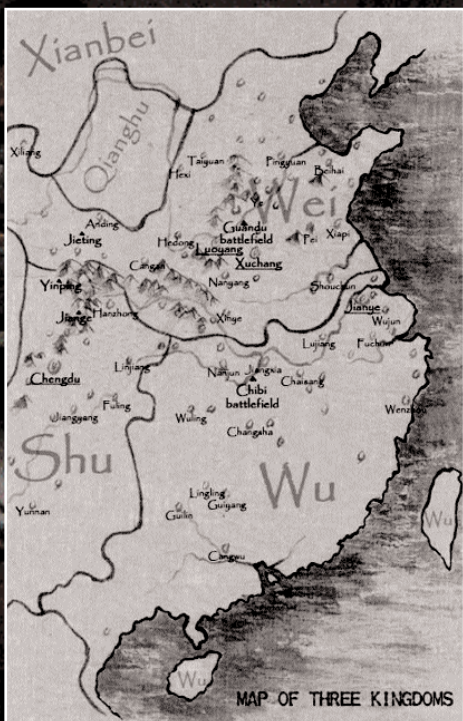 Xianbei
Qianghu
Xiliang
Taiyuan
Pingyuan
Hexi
Beihai
Wei
Ye
Anding
Jieting
Guandu
battlefield
Hedong
Luoyang
Pei
Xiapi
Xuchang
Cangan
Nanyang
Yinping
Shouchun
Jianye
Jiange
Hanzhong
Xinye
Wujun
Lujiang
Fuchun
Linjiang
Nanjun
Jiangxia
Chaisang
Chengdu
Chibi
battlefield
Fuling
Jiangyang
Wuling
Wenzhou
Changsha
Shu
Wu
Lingling
Guiyang
Guilin
Yunnan
Wu
Cangwu
Wu
MAP OF THREE KINGDOMS